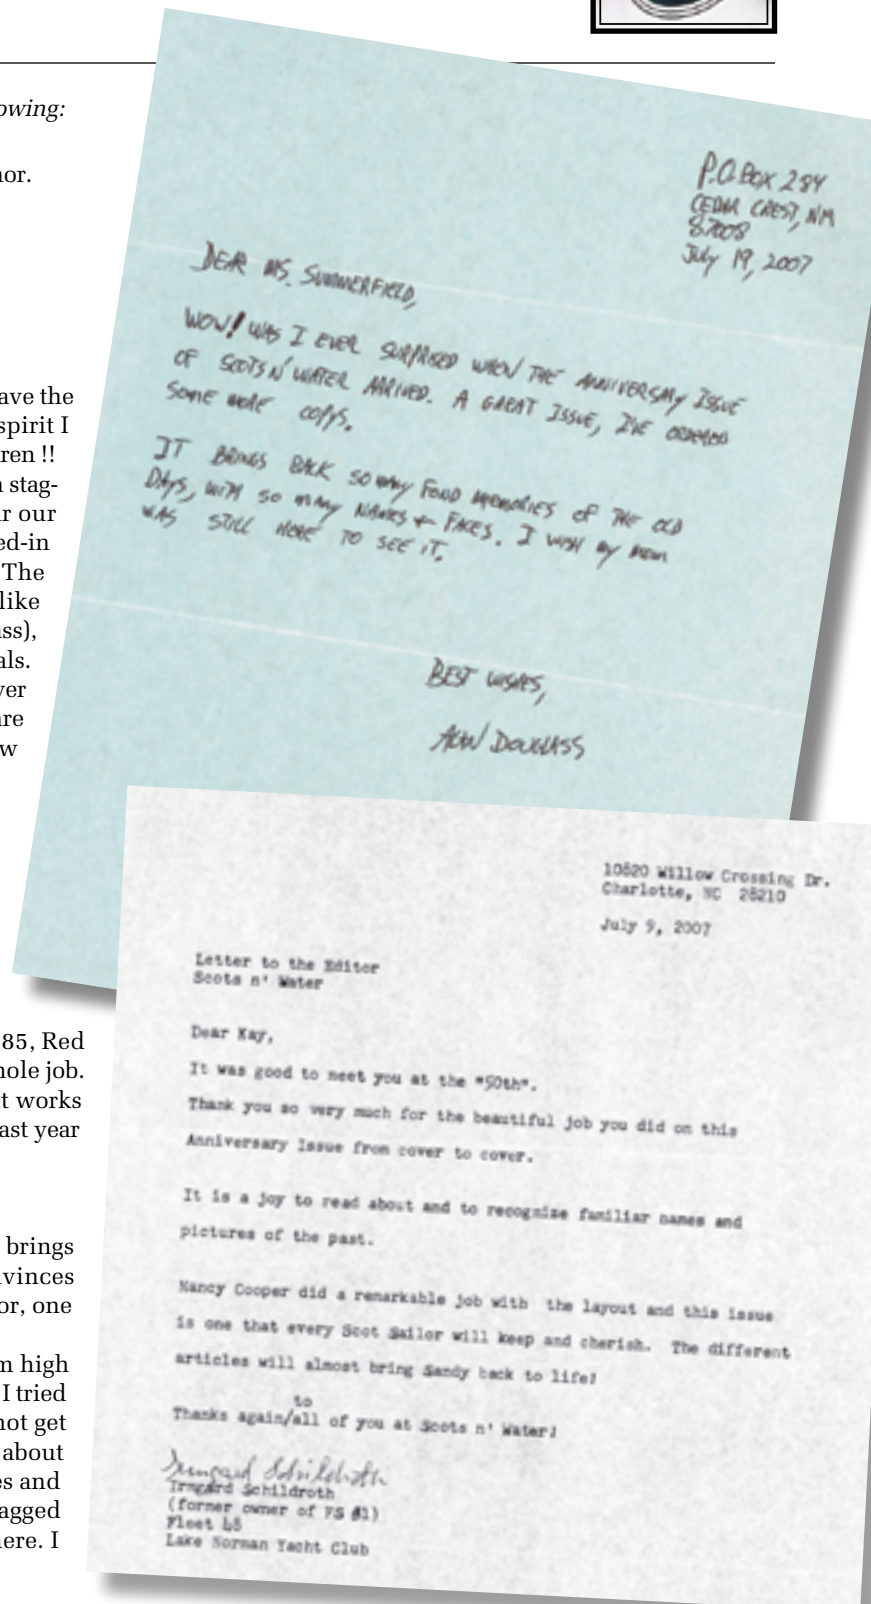 owing:
nor.
ave the
spirit I
ren !!
n stag-
r our
ed-in
The
like
ss),
als.
ver
re
w
85, Red
hole job.
t works
ast year
brings
vinces
or, one
m high
I tried
not get
about
es and
agged
here. I
P.O. BOX 284
CEDAR CREST, NM
87008
July 19, 2007
DEAR MS. SUMMERFIELD,
WOW! WAS I EVER SURPRISED WHEN THE ANNIVERSARY ISSUE
OF SCOTS N' WATER ARRIVED. A GREAT ISSUE, I'VE ORDERED
SOME MORE COPYS.
IT BRINGS BACK SO MANY FOND MEMORIES OF THE OLD
DAYS, WITH SO MANY NAMES + FACES. I WISH MY MOM
WAS STILL HERE TO SEE IT.
BEST WISHES,
ALAN DOUGLASS
10620 Willow Crossing Dr.
Charlotte, NC 28210
July 9, 2007
Letter to the Editor
Scots n' Water
Dear Kay,
It was good to meet you at the "50th".
Thank you so very much for the beautiful job you did on this
Anniversary Issue from cover to cover.
It is a joy to read about and to recognize familiar names and
pictures of the past.
Nancy Cooper did a remarkable job with the layout and this issue
is one that every Scot Sailor will keep and cherish. The different
articles will almost bring Sandy back to life!
to
Thanks again/all of you at Scots n' Water!
Irmgard Schildroth
Irmgard Schildroth
(former owner of FS #1)
Fleet 48
Lake Norman Yacht Club